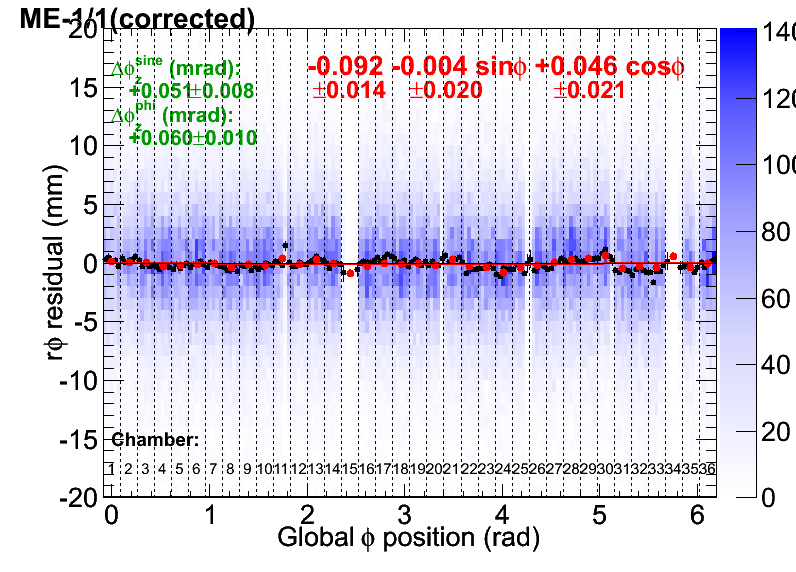 ME-1/1(corrected)
Δϕ_z^sine (mrad):
+0.051±0.008
Δϕ_z^phi (mrad):
+0.060±0.010
-0.092 -0.004 sinϕ +0.046 cosϕ
±0.014 ±0.020 ±0.021
20
15
10
5
0
-5
-10
-15
-20
rϕ residual (mm)
Chamber:
1 2 3 4 5 6 7 8 9 10 11 12 13 14 15 16 17 18 19 20 21 22 23 24 25 26 27 28 29 30 31 32 33 34 35 36
0 1 2 3 4 5 6
Global ϕ position (rad)
140
120
100
80
60
40
20
0